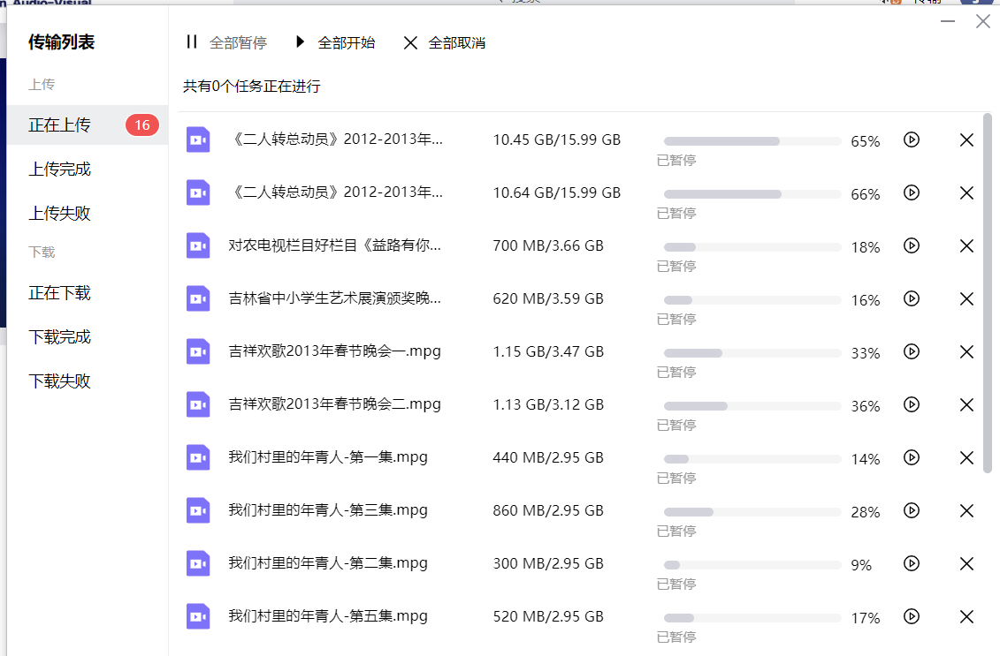 Audio-Visual
传输列表
全部暂停 全部开始 全部取消
上传
共有0个任务正在进行
正在上传 16
上传完成
上传失败
下载
正在下载
下载完成
下载失败
《二人转总动员》2012-2013年... 10.45 GB/15.99 GB 65%
已暂停
《二人转总动员》2012-2013年... 10.64 GB/15.99 GB 66%
已暂停
对农电视栏目好栏目《益路有你... 700 MB/3.66 GB 18%
已暂停
吉林省中小学生艺术展演颁奖晚... 620 MB/3.59 GB 16%
已暂停
吉祥欢歌2013年春节晚会一.mpg 1.15 GB/3.47 GB 33%
已暂停
吉祥欢歌2013年春节晚会二.mpg 1.13 GB/3.12 GB 36%
已暂停
我们村里的年青人-第一集.mpg 440 MB/2.95 GB 14%
已暂停
我们村里的年青人-第三集.mpg 860 MB/2.95 GB 28%
已暂停
我们村里的年青人-第二集.mpg 300 MB/2.95 GB 9%
已暂停
我们村里的年青人-第五集.mpg 520 MB/2.95 GB 17%
已暂停